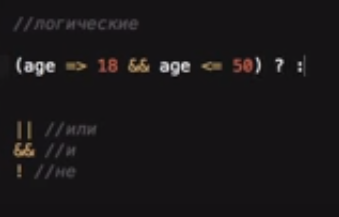 //логические
(age => 18 && age <= 50) ? :
|| //или
&& //и
! //не